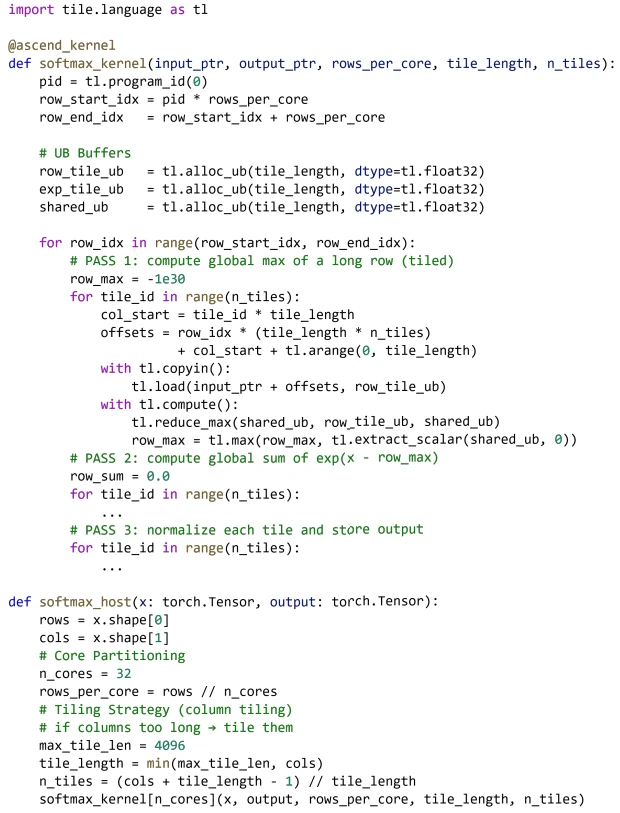 import tile.language as tl

@ascend_kernel
def softmax_kernel(input_ptr, output_ptr, rows_per_core, tile_length, n_tiles):
    pid = tl.program_id(0)
    row_start_idx = pid * rows_per_core
    row_end_idx   = row_start_idx + rows_per_core

    # UB Buffers
    row_tile_ub   = tl.alloc_ub(tile_length, dtype=tl.float32)
    exp_tile_ub   = tl.alloc_ub(tile_length, dtype=tl.float32)
    shared_ub     = tl.alloc_ub(tile_length, dtype=tl.float32)

    for row_idx in range(row_start_idx, row_end_idx):
        # PASS 1: compute global max of a long row (tiled)
        row_max = -1e30
        for tile_id in range(n_tiles):
            col_start = tile_id * tile_length
            offsets = row_idx * (tile_length * n_tiles)
                      + col_start + tl.arange(0, tile_length)
            with tl.copyin():
                tl.load(input_ptr + offsets, row_tile_ub)
            with tl.compute():
                tl.reduce_max(shared_ub, row_tile_ub, shared_ub)
                row_max = tl.max(row_max, tl.extract_scalar(shared_ub, 0))
        # PASS 2: compute global sum of exp(x - row_max)
        row_sum = 0.0
        for tile_id in range(n_tiles):
            ...
        # PASS 3: normalize each tile and store output
        for tile_id in range(n_tiles):
            ...

def softmax_host(x: torch.Tensor, output: torch.Tensor):
    rows = x.shape[0]
    cols = x.shape[1]
    # Core Partitioning
    n_cores = 32
    rows_per_core = rows // n_cores
    # Tiling Strategy (column tiling)
    # if columns too long → tile them
    max_tile_len = 4096
    tile_length = min(max_tile_len, cols)
    n_tiles = (cols + tile_length - 1) // tile_length
    softmax_kernel[n_cores](x, output, rows_per_core, tile_length, n_tiles)